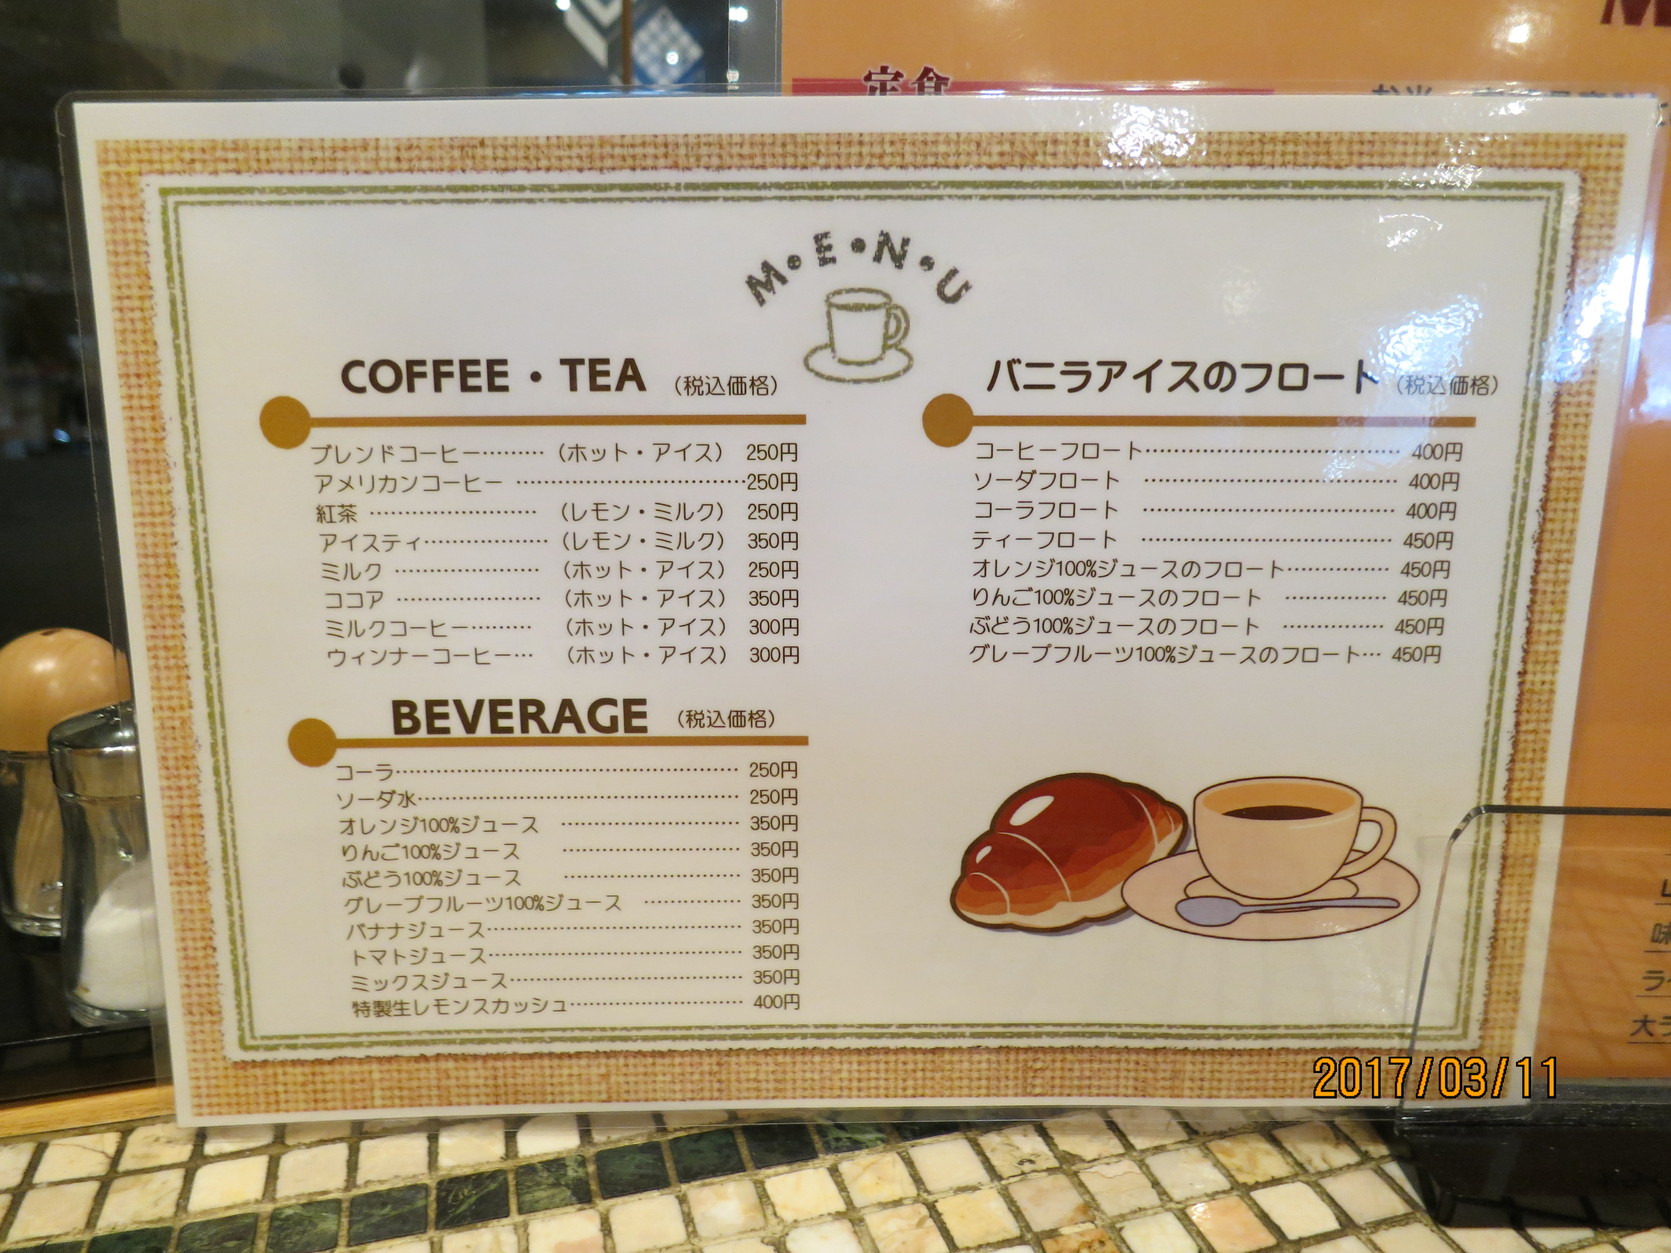 定食
M・E・N・U
COFFEE・TEA (税込価格)
ブレンドコーヒー……… (ホット・アイス) 250円
アメリカンコーヒー ……………………250円
紅茶 ……………… (レモン・ミルク) 250円
アイスティ………… (レモン・ミルク) 350円
ミルク …………… (ホット・アイス) 250円
ココア …………… (ホット・アイス) 350円
ミルクコーヒー……… (ホット・アイス) 300円
ウィンナーコーヒー… (ホット・アイス) 300円
BEVERAGE (税込価格)
コーラ……………………………… 250円
ソーダ水…………………………… 250円
オレンジ100%ジュース ……………… 350円
りんご100%ジュース ……………… 350円
ぶどう100%ジュース ……………… 350円
グレープフルーツ100%ジュース ……… 350円
バナナジュース……………………… 350円
トマトジュース……………………… 350円
ミックスジュース…………………… 350円
特製生レモンスカッシュ……………… 400円
バニラアイスのフロート (税込価格)
コーヒーフロート……………………… 400円
ソーダフロート ……………………… 400円
コーラフロート ……………………… 400円
ティーフロート ……………………… 450円
オレンジ100%ジュースのフロート……… 450円
りんご100%ジュースのフロート ……… 450円
ぶどう100%ジュースのフロート ……… 450円
グレープフルーツ100%ジュースのフロート… 450円
味
2017/03/11